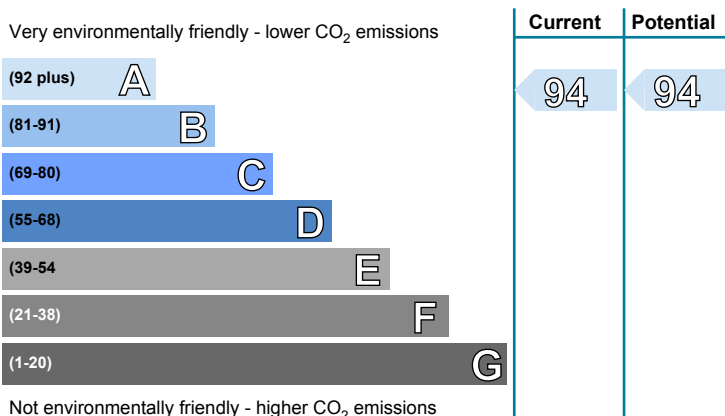 Very environmentally friendly - lower CO₂ emissions
Current
Potential
(92 plus) A
94
94
(81-91) B
(69-80) C
(55-68) D
(39-54 E
(21-38) F
(1-20) G
Not environmentally friendly - higher CO₂ emissions